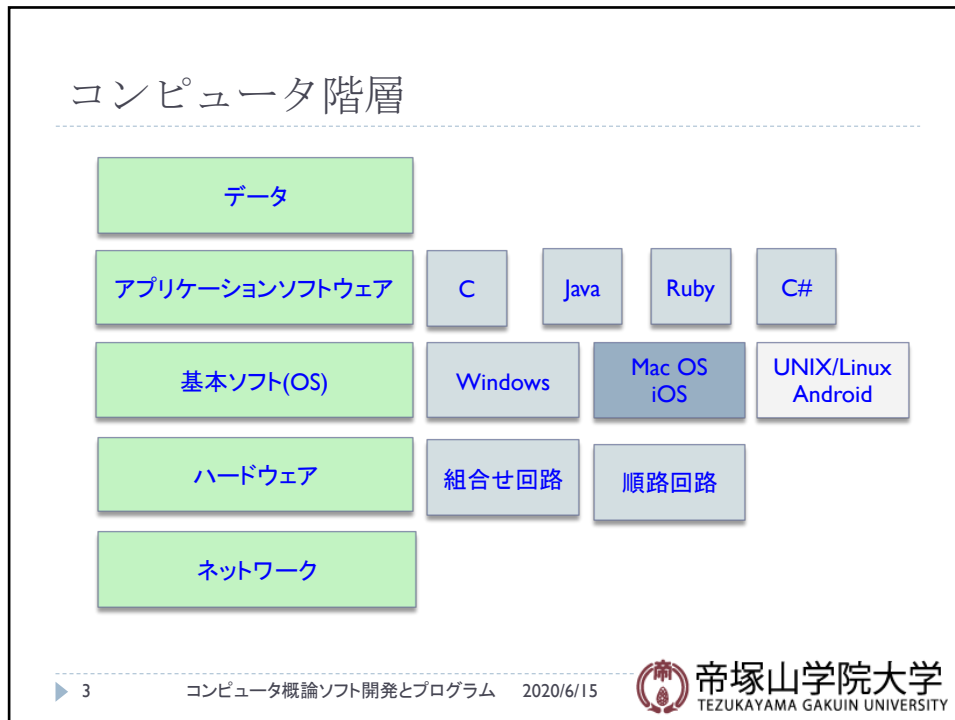 コンピュータ階層
データ
アプリケーションソフトウェア
C
Java
Ruby
C#
基本ソフト(OS)
Windows
Mac OS
iOS
UNIX/Linux
Android
ハードウェア
組合せ回路
順路回路
ネットワーク
3
コンピュータ概論ソフト開発とプログラム
2020/6/15
帝
帝塚山学院大学
TEZUKAYAMA GAKUIN UNIVERSITY